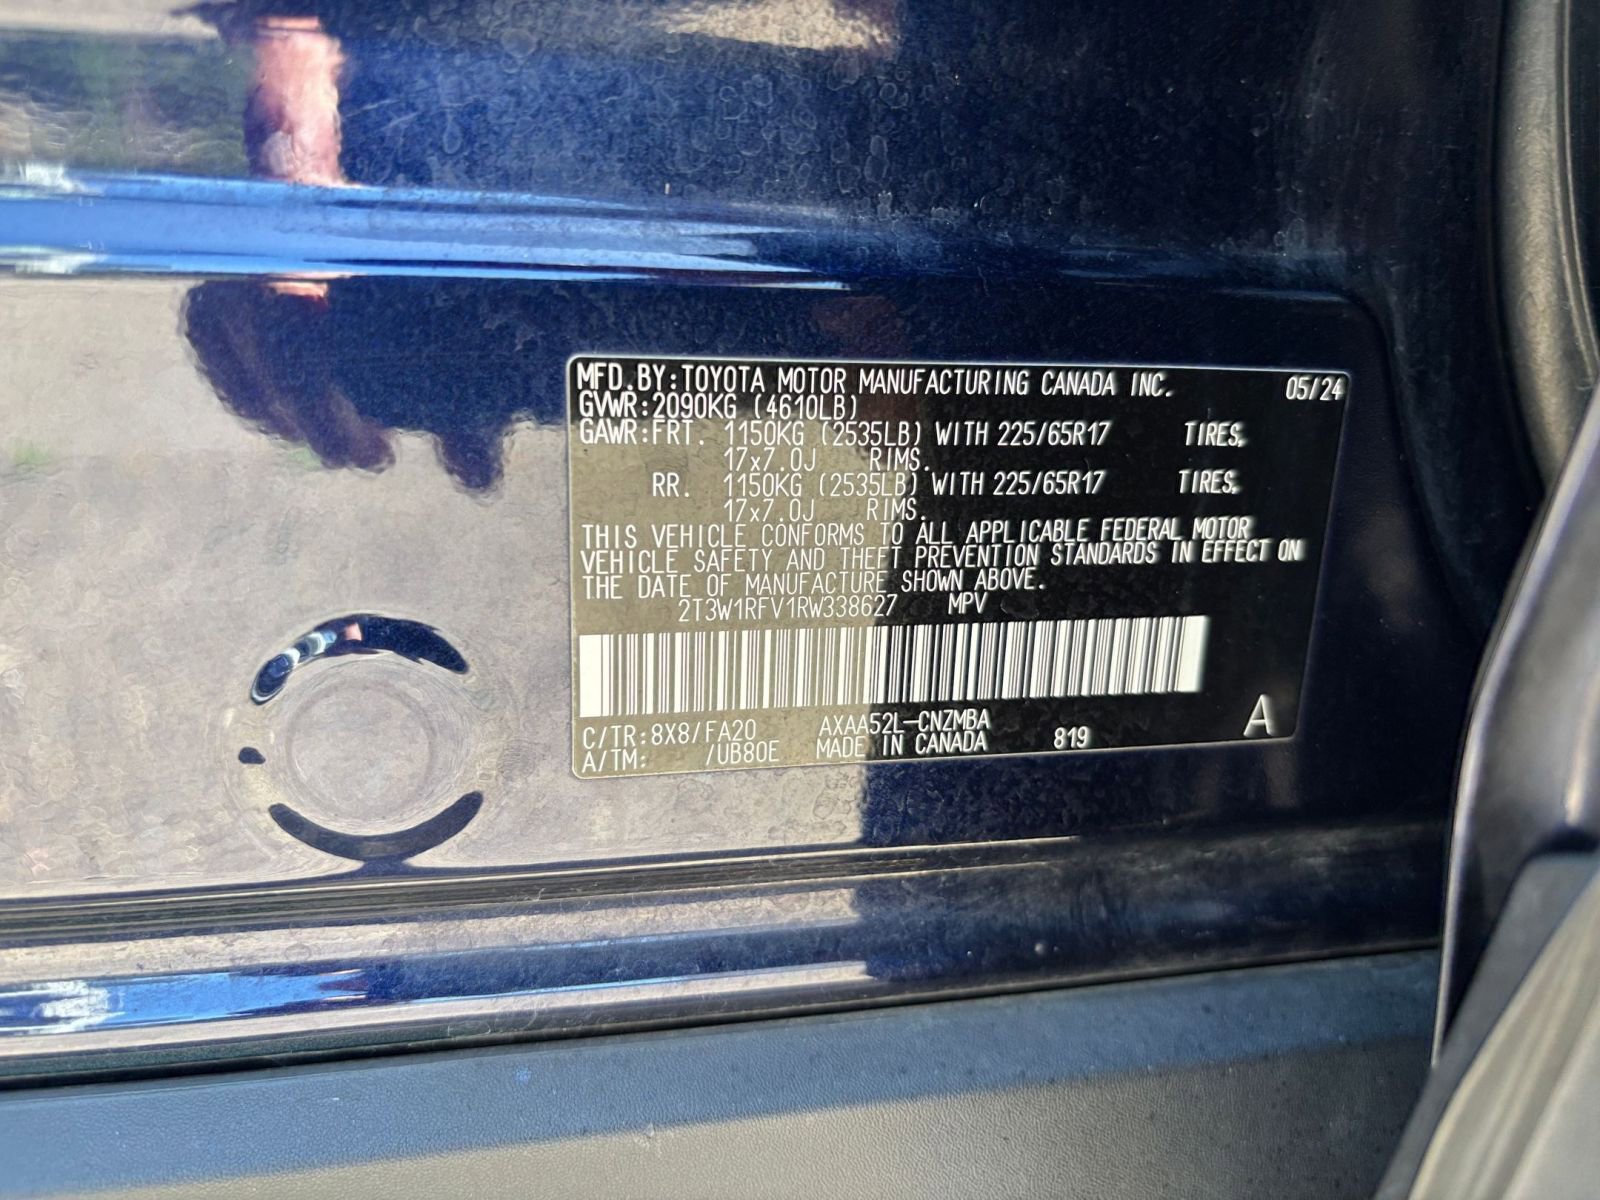 MFD.BY:TOYOTA MOTOR MANUFACTURING CANADA INC. 05/24
GVWR:2090KG (4610LB)
GAWR:FRT. 1150KG (2535LB) WITH 225/65R17 TIRES,
17x7.0J RIMS.
RR. 1150KG (2535LB) WITH 225/65R17 TIRES,
17x7.0J RIMS.
THIS VEHICLE CONFORMS TO ALL APPLICABLE FEDERAL MOTOR
VEHICLE SAFETY AND THEFT PREVENTION STANDARDS IN EFFECT ON
THE DATE OF MANUFACTURE SHOWN ABOVE.
2T3W1RFV1RW338627 MPV
C/TR:8X8/FA20 AXAA52L-CNZMBA
A/TM: /UB80E MADE IN CANADA 819 A